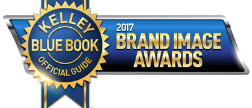 KELLEY
BLUE BOOK
OFFICIAL GUIDE
2017
BRAND IMAGE
AWARDS